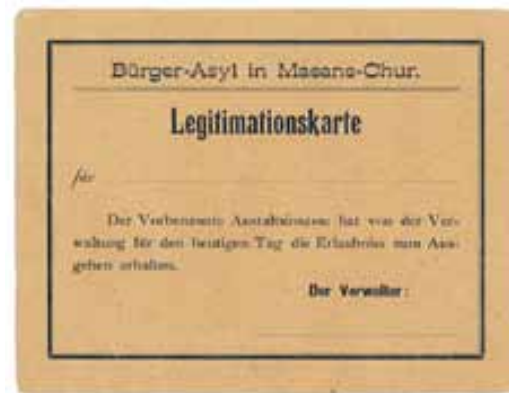 Bürger-Asyl in Masans-Chur.
Legitimationskarte
für
Der Vorbenannte Anstaltsinsasse hat von der Ver-
waltung für den heutigen Tag die Erlaubnis zum Aus-
gehen erhalten.
Der Verwalter: